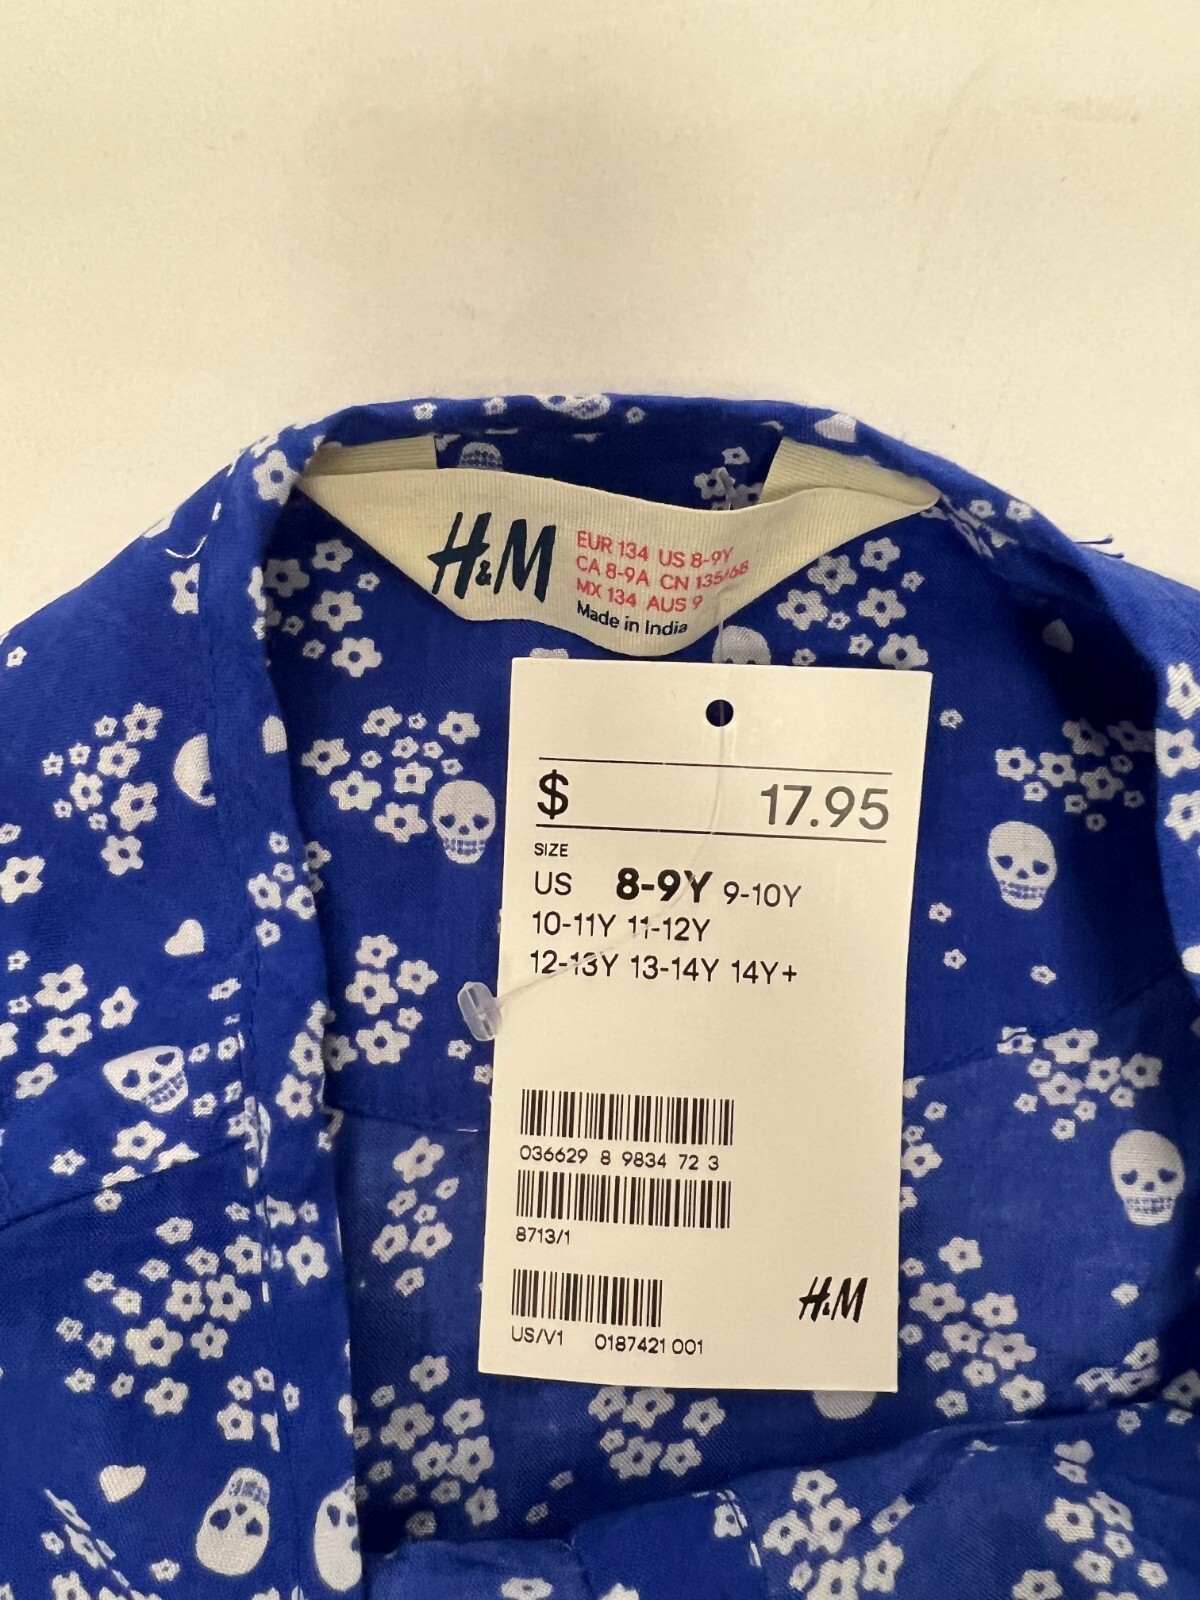 H&M
EUR 134 US 8-9Y
CA 8-9A CN 135/68
MX 134 AUS 9
Made in India
$ 17.95
SIZE
US 8-9Y 9-10Y
10-11Y 11-12Y
12-13Y 13-14Y 14Y+
036629 8 9834 72 3
8713/1
H&M
US/V1 0187421 001